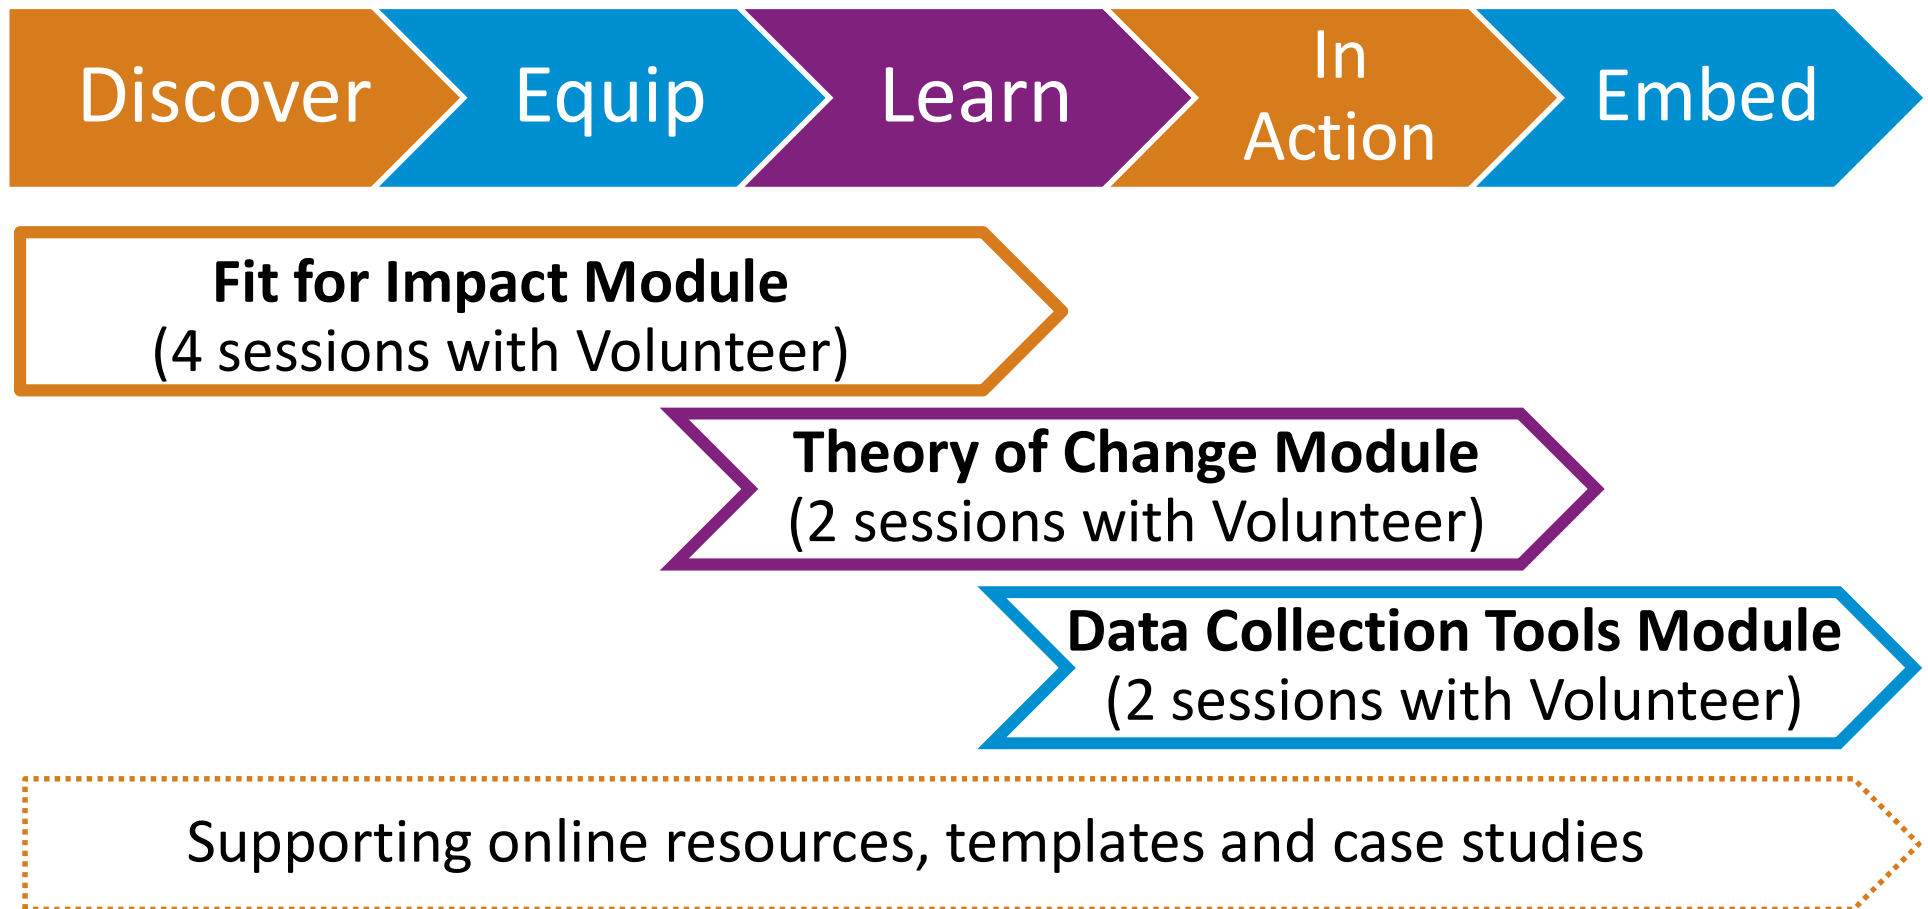 Discover
Equip
Learn
In
Action
Embed
Fit for Impact Module
(4 sessions with Volunteer)
Theory of Change Module
(2 sessions with Volunteer)
Data Collection Tools Module
(2 sessions with Volunteer)
Supporting online resources, templates and case studies